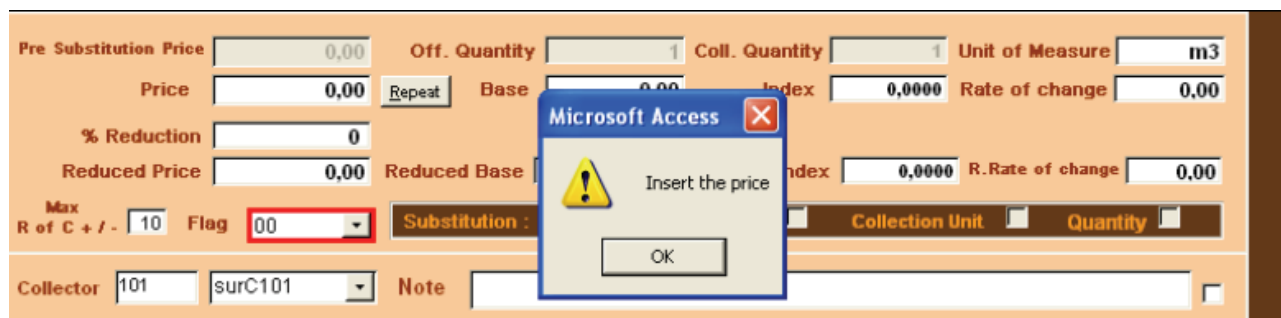 Pre Substitution Price 0,00 Off. Quantity 1 Coll. Quantity 1 Unit of Measure m3
Price 0,00 Repeat Base 0,00 Index 0,0000 Rate of change 0,00
Microsoft Access
% Reduction 0
Insert the price
Reduced Price 0,00 Reduced Base ndex 0,0000 R.Rate of change 0,00
Max
R of C + / - 10 Flag 00 Substitution : Collection Unit Quantity
OK
Collector 101 surC101 Note